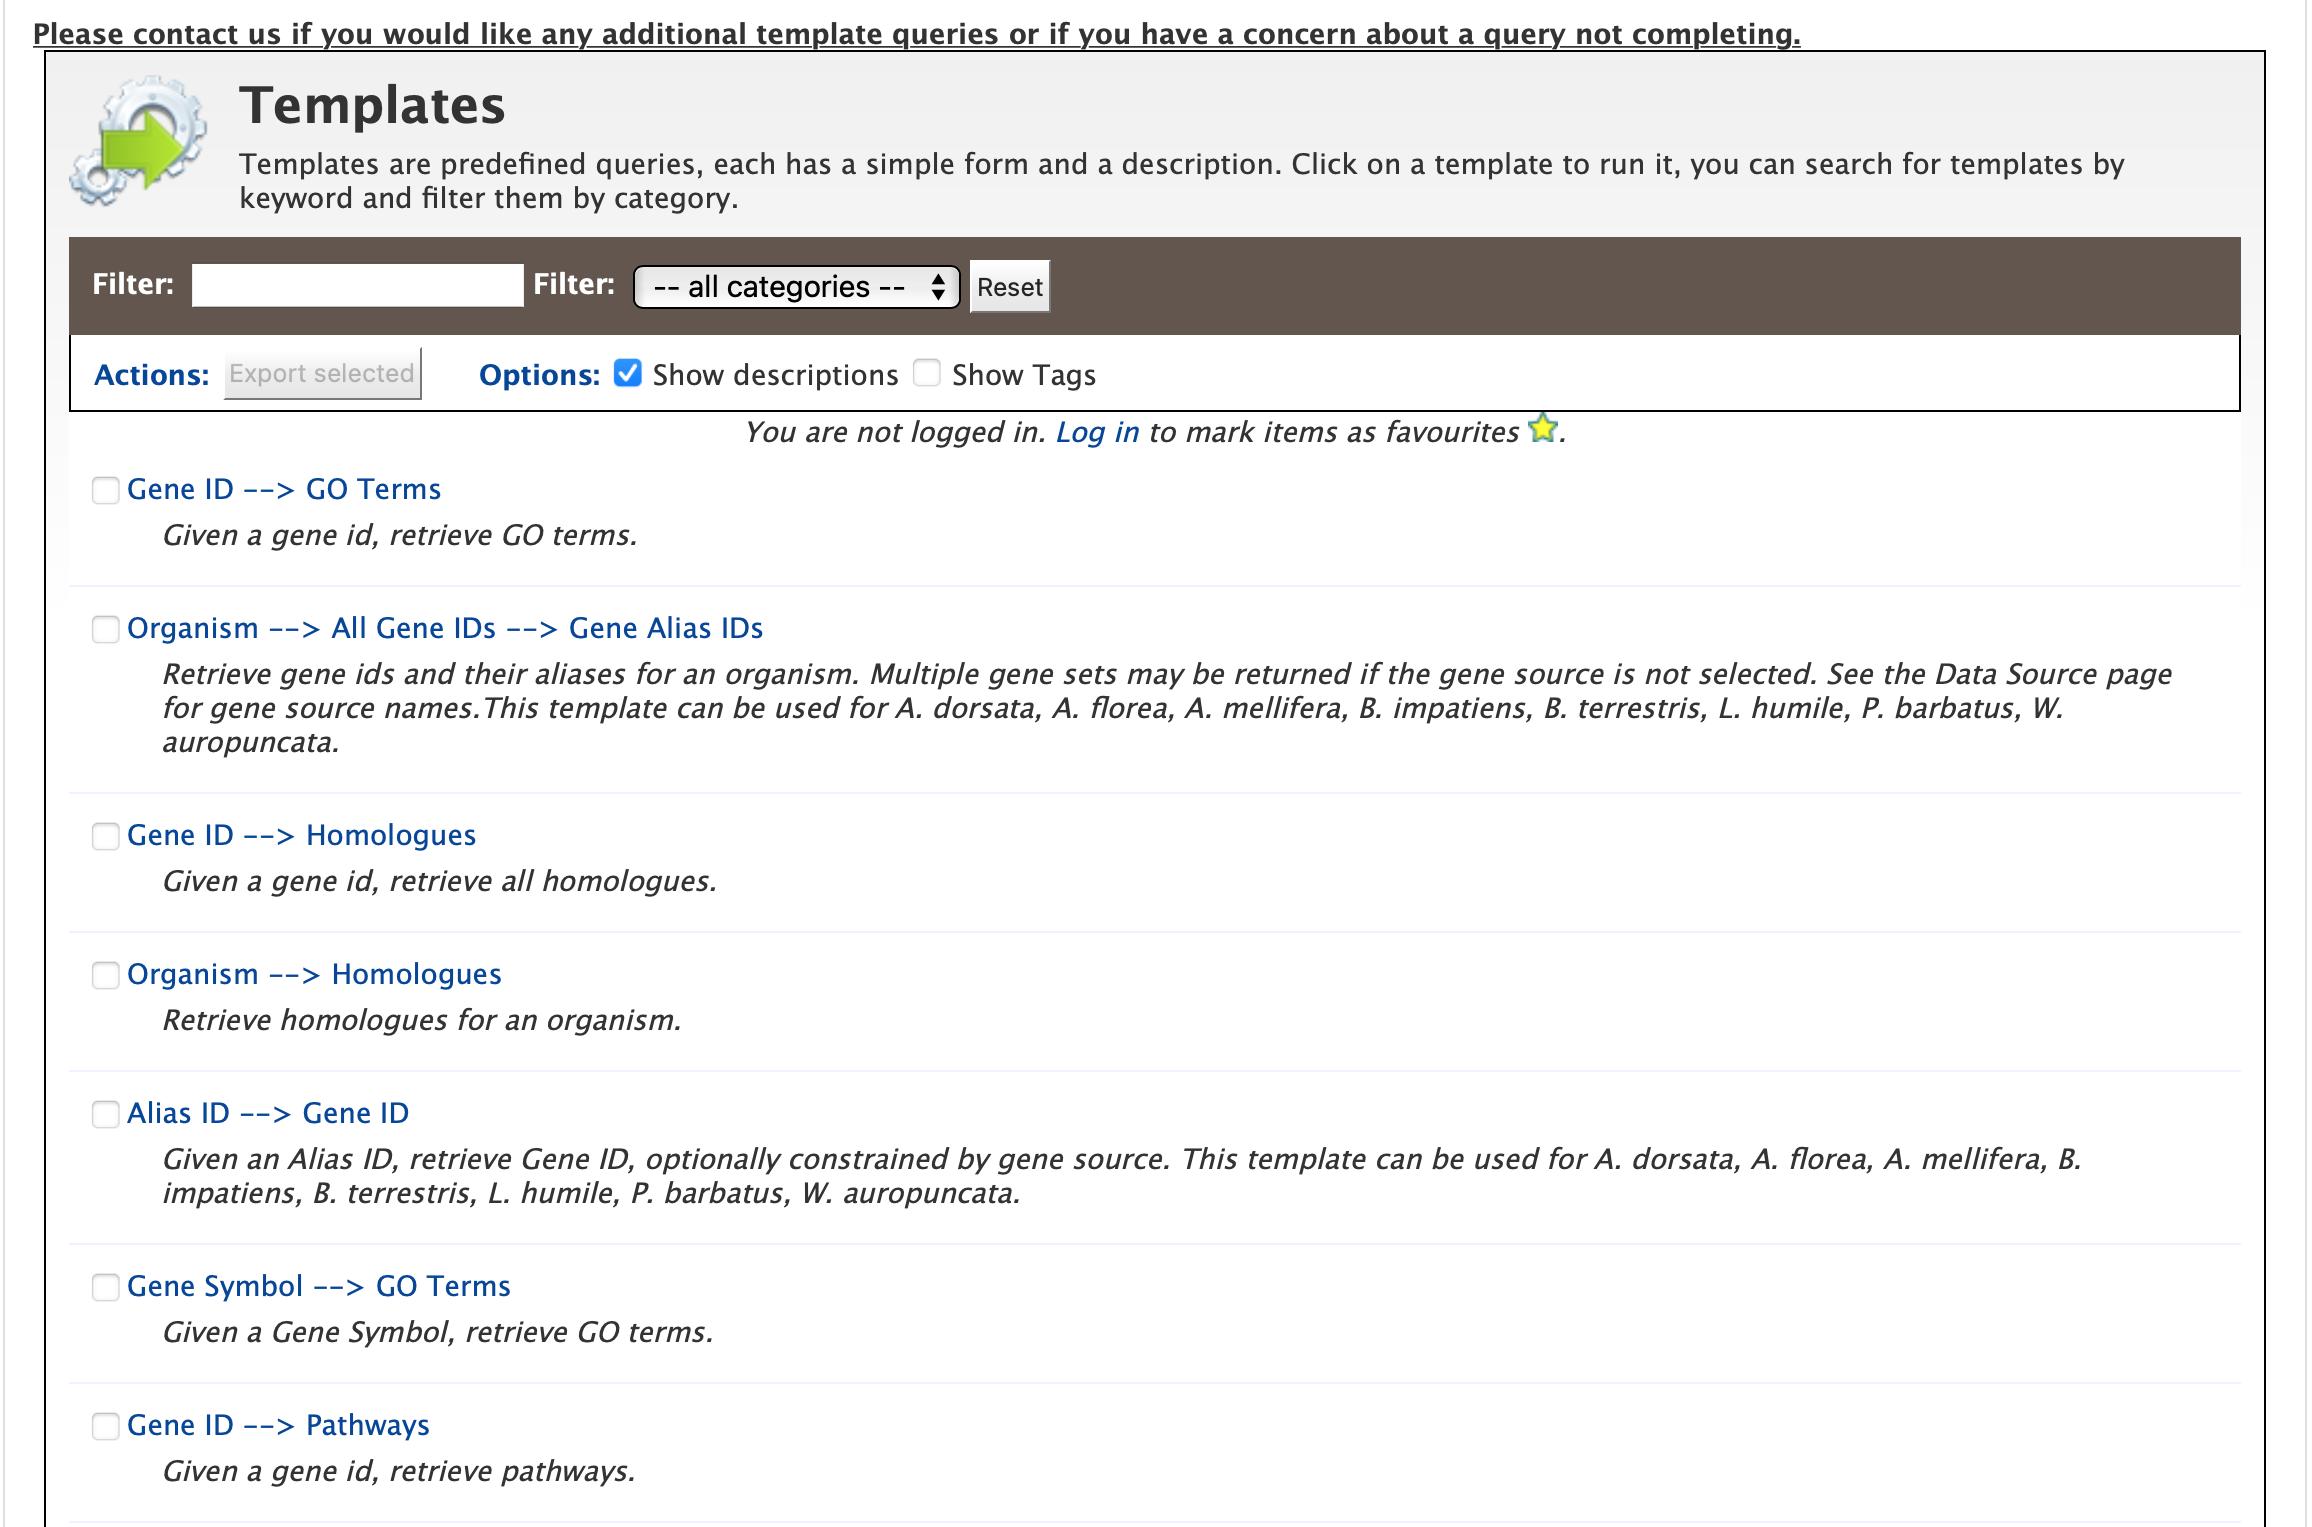 Please contact us if you would like any additional template queries or if you have a concern about a query not completing.
Templates
Templates are predefined queries, each has a simple form and a description. Click on a template to run it, you can search for templates by
keyword and filter them by category.
Filter: Filter: -- all categories -- Reset
Actions: Export selected Options: Show descriptions Show Tags
You are not logged in. Log in to mark items as favourites .
Gene ID --> GO Terms
Given a gene id, retrieve GO terms.
Organism --> All Gene IDs --> Gene Alias IDs
Retrieve gene ids and their aliases for an organism. Multiple gene sets may be returned if the gene source is not selected. See the Data Source page
for gene source names.This template can be used for A. dorsata, A. florea, A. mellifera, B. impatiens, B. terrestris, L. humile, P. barbatus, W.
auropuncata.
Gene ID --> Homologues
Given a gene id, retrieve all homologues.
Organism --> Homologues
Retrieve homologues for an organism.
Alias ID --> Gene ID
Given an Alias ID, retrieve Gene ID, optionally constrained by gene source. This template can be used for A. dorsata, A. florea, A. mellifera, B.
impatiens, B. terrestris, L. humile, P. barbatus, W. auropuncata.
Gene Symbol --> GO Terms
Given a Gene Symbol, retrieve GO terms.
Gene ID --> Pathways
Given a gene id, retrieve pathways.